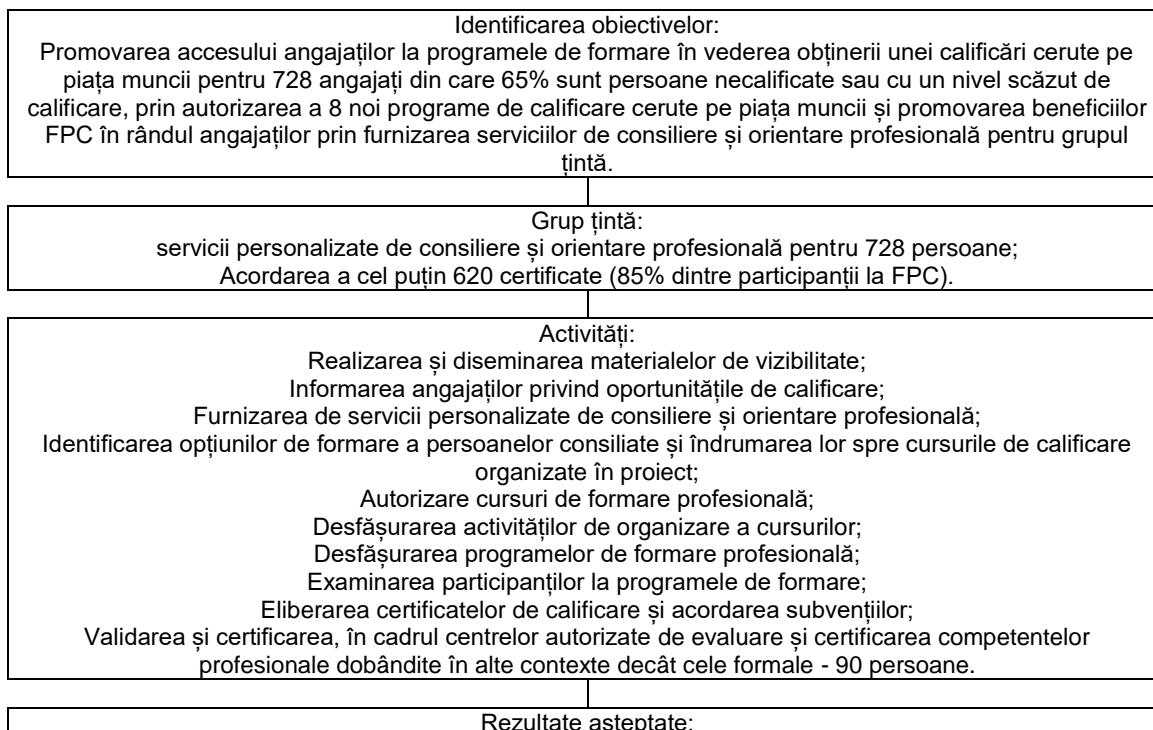 Identificarea obiectivelor:
Promovarea accesului angajaților la programele de formare în vederea obținerii unei calificări cerute pe
piața muncii pentru 728 angajați din care 65% sunt persoane necalificate sau cu un nivel scăzut de
calificare, prin autorizarea a 8 noi programe de calificare cerute pe piața muncii și promovarea beneficiilor
FPC în rândul angajaților prin furnizarea serviciilor de consiliere și orientare profesională pentru grupul
țintă.
Grup țintă:
servicii personalizate de consiliere și orientare profesională pentru 728 persoane;
Acordarea a cel puțin 620 certificate (85% dintre participanții la FPC).
Activități:
Realizarea și diseminarea materialelor de vizibilitate;
Informarea angajaților privind oportunitățile de calificare;
Furnizarea de servicii personalizate de consiliere și orientare profesională;
Identificarea opțiunilor de formare a persoanelor consiliate și îndrumarea lor spre cursurile de calificare
organizate în proiect;
Autorizare cursuri de formare profesională;
Desfășurarea activităților de organizare a cursurilor;
Desfășurarea programelor de formare profesională;
Examinarea participanților la programele de formare;
Eliberarea certificatelor de calificare și acordarea subvențiilor;
Validarea și certificarea, în cadrul centrelor autorizate de evaluare și certificarea competentelor
profesionale dobândite în alte contexte decât cele formale - 90 persoane.
Rezultate așteptate: